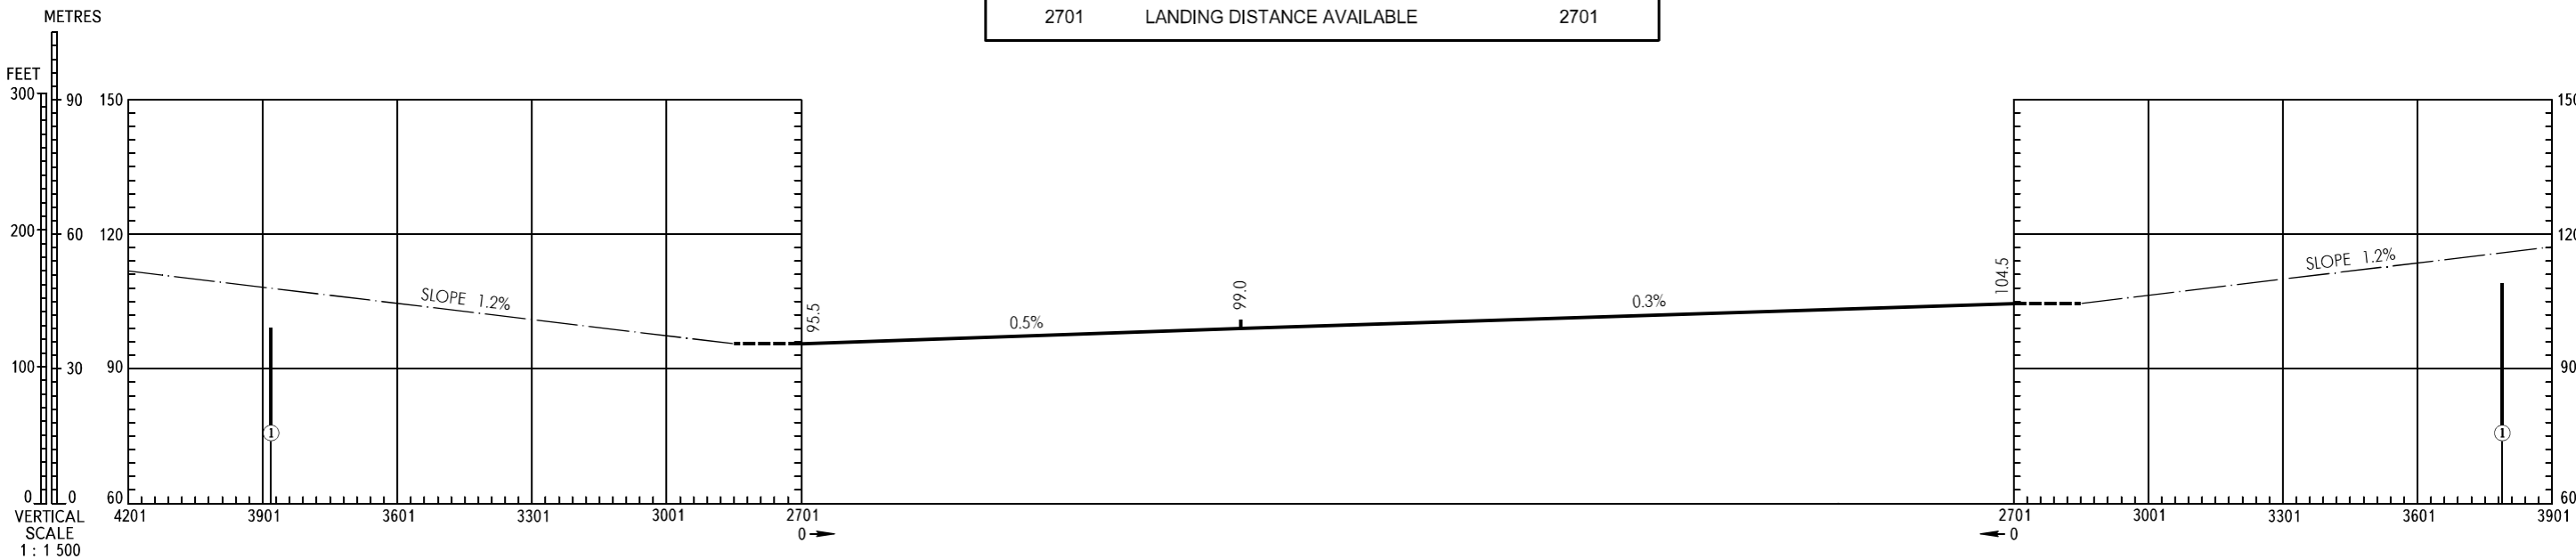 2701 LANDING DISTANCE AVAILABLE 2701
METRES
FEET
300 90 150 150
200 60 120 120
SLOPE 1.2% SLOPE 1.2%
95.5 0.5% 99.0 0.3% 104.5
100 30 90 90
1 1
0 0 60 60
VERTICAL 4201 3901 3601 3301 3001 2701 2701 3001 3301 3601 3901
SCALE 0 0
1 : 1 500